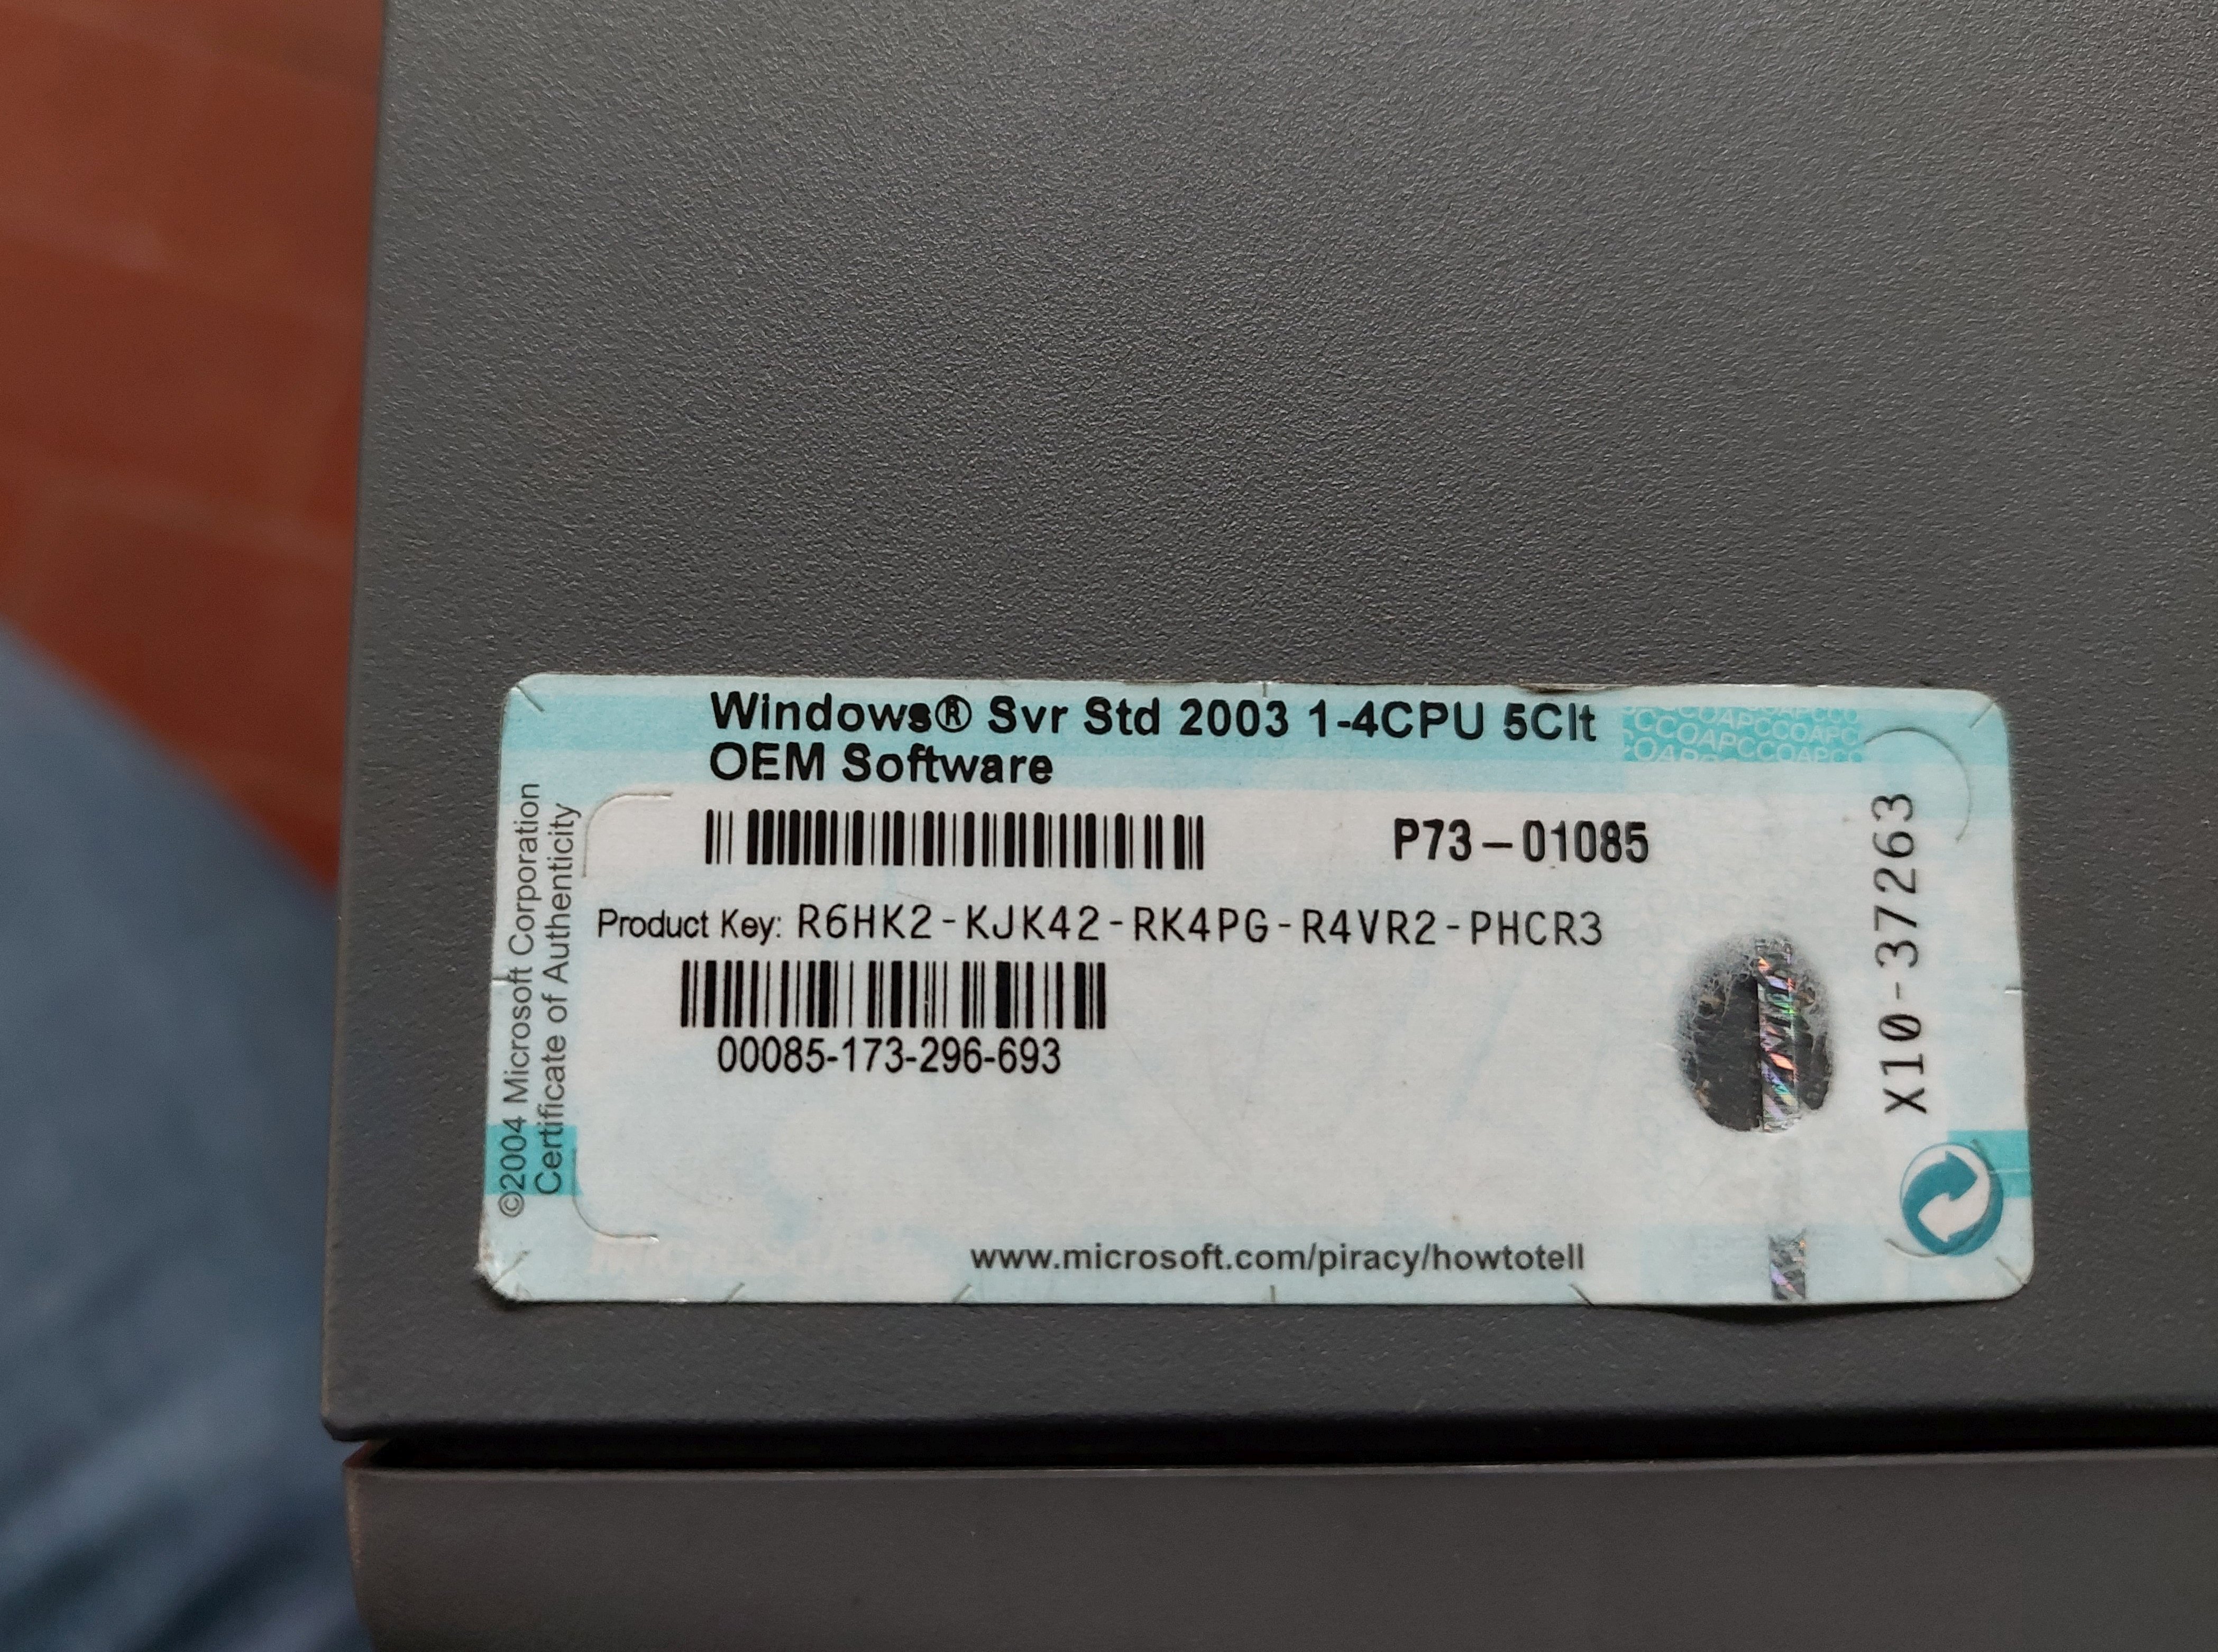 Windows® Svr Std 2003 1-4CPU 5Clt
OEM Software
P73-01085
Product Key: R6HK2-KJK42-RK4PG-R4VR2-PHCR3
00085-173-296-693
www.microsoft.com/piracy/howtotell
©2004 Microsoft Corporation
Certificate of Authenticity
X10-37263